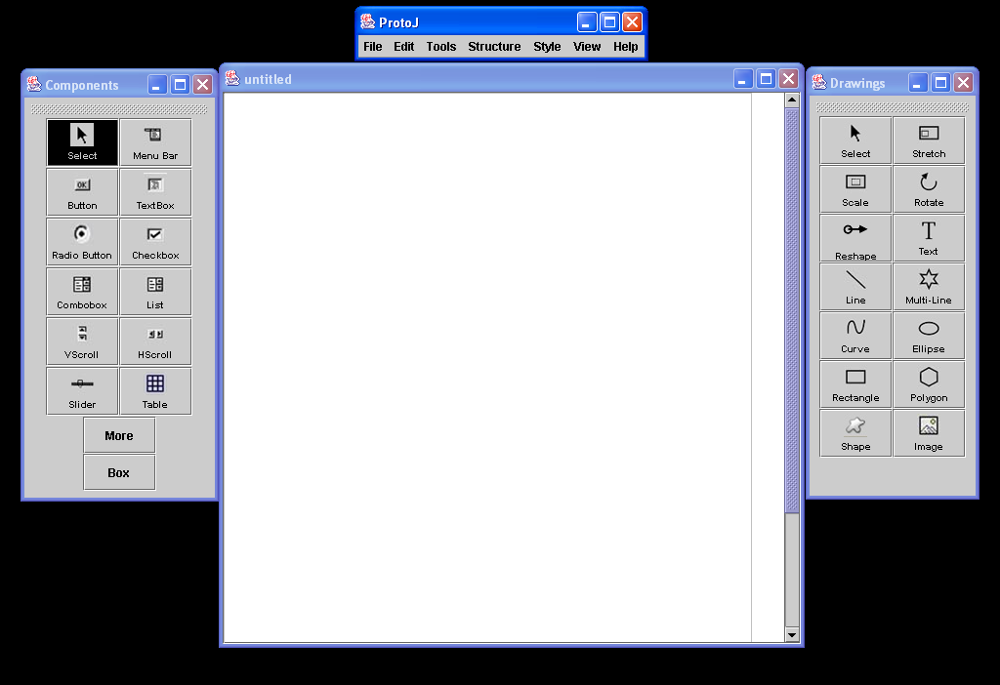 ProtoJ
File Edit Tools Structure Style View Help
Components
Select Menu Bar
OK
Button TextBox
Radio Button Checkbox
Combobox List
VScroll HScroll
Slider Table
More
Box
untitled
Drawings
Select Stretch
Scale Rotate
T
Reshape Text
Line Multi-Line
Curve Ellipse
Rectangle Polygon
Shape Image